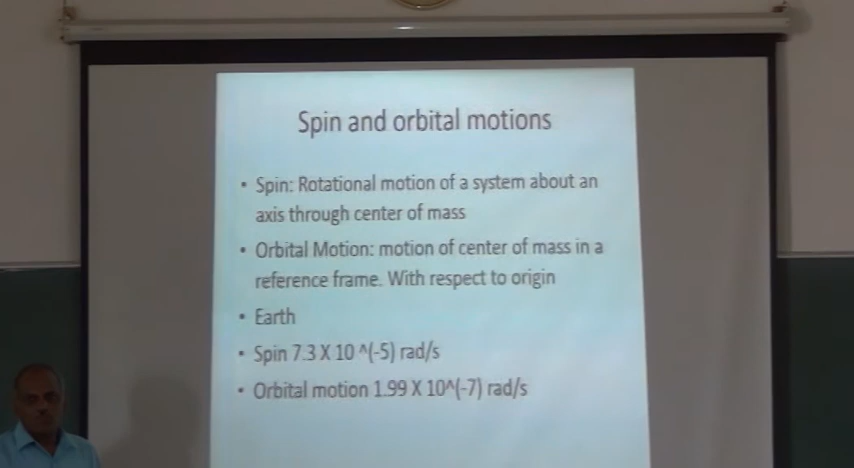 Spin and orbital motions
• Spin: Rotational motion of a system about an
axis through center of mass
• Orbital Motion: motion of center of mass in a
reference frame. With respect to origin
• Earth
• Spin 7.3 X 10 ^(-5) rad/s
• Orbital motion 1.99 X 10^(-7) rad/s